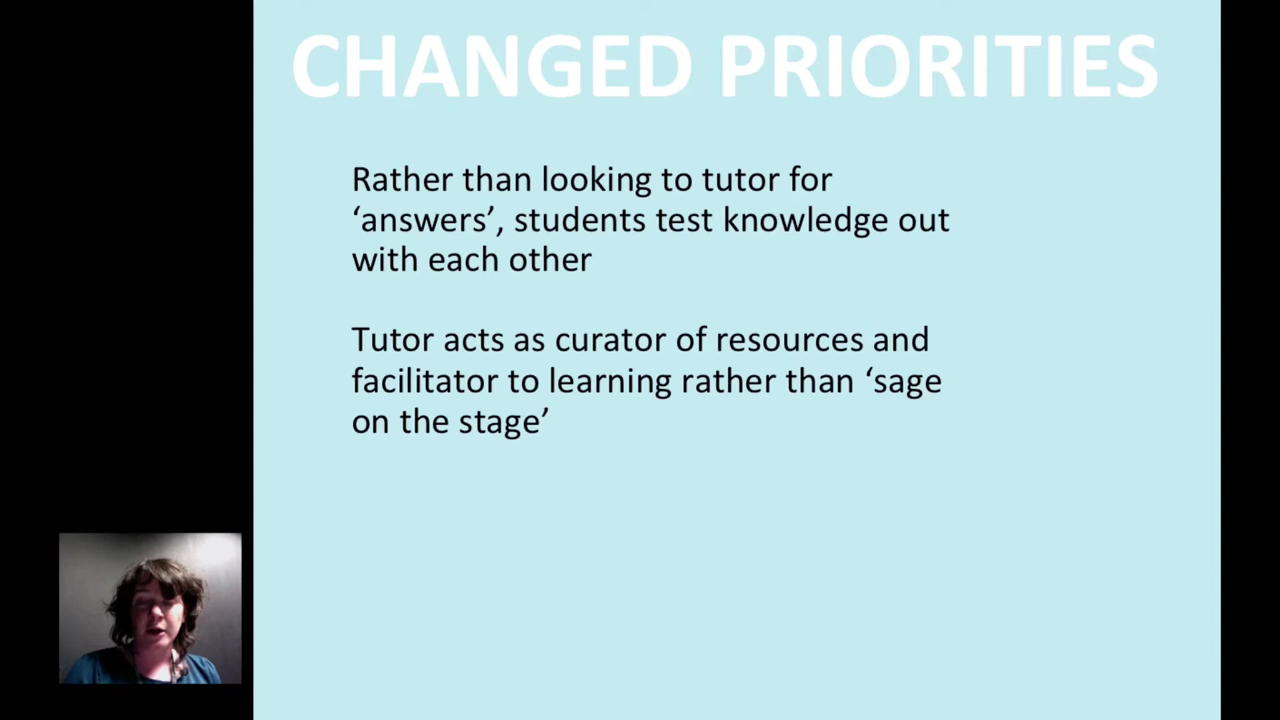 CHANGED PRIORITIES
Rather than looking to tutor for
‘answers’, students test knowledge out
with each other
Tutor acts as curator of resources and
facilitator to learning rather than ‘sage
on the stage’